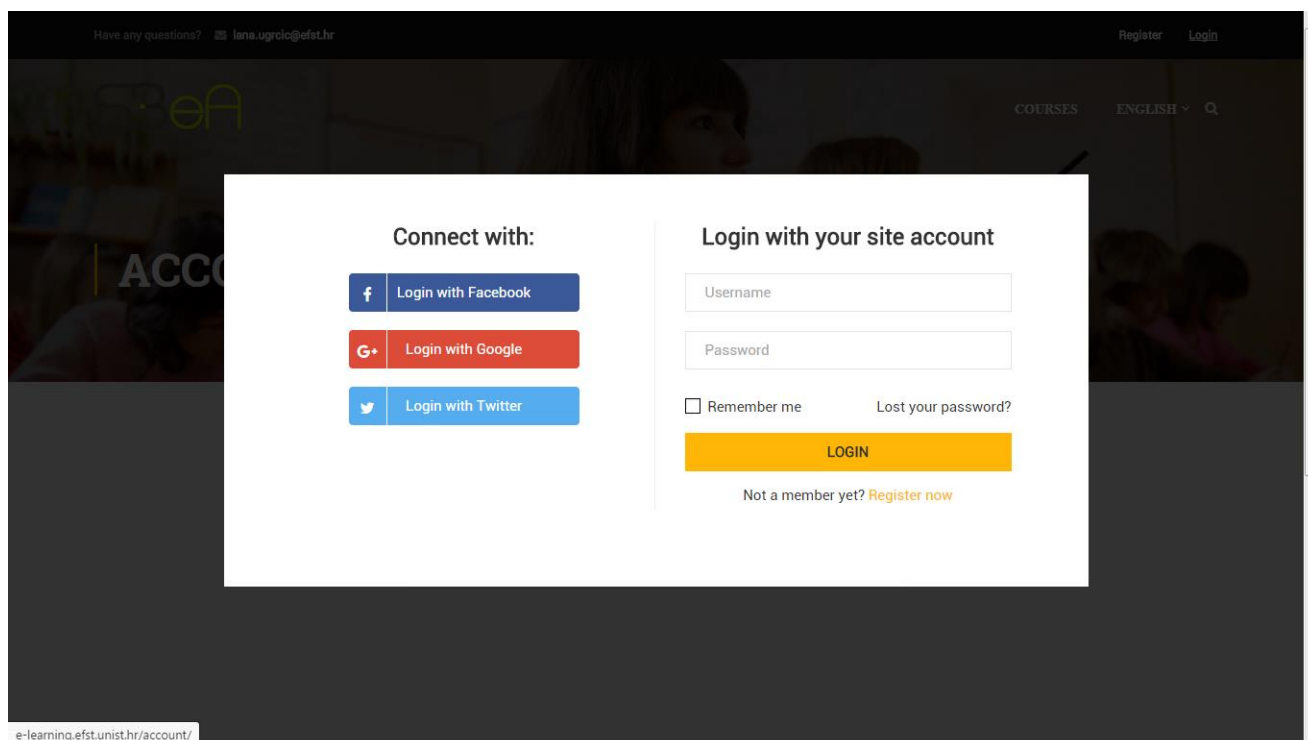 Have any questions? lana.ugrcic@efst.hr
Register Login
eA
COURSES ENGLISH
ACCO
Connect with:
Login with Facebook
Login with Google
Login with Twitter
Login with your site account
Username
Password
Remember me Lost your password?
LOGIN
Not a member yet? Register now
e-learning.efst.unist.hr/account/